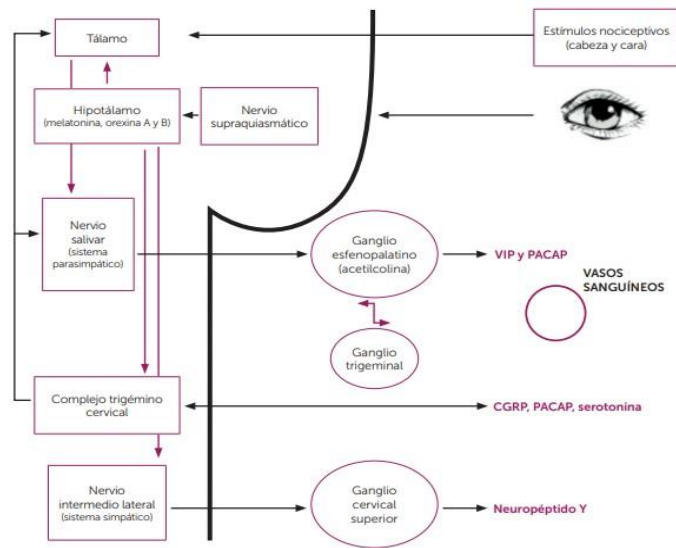 Tálamo
Estímulos nociceptivos
(cabeza y cara)
Hipotálamo
(melatonina, orexina A y B)
Nervio
supraquiasmático
Nervio
salivar
(sistema
parasimpático)
Ganglio
esfenopalatino
(acetilcolina)
VIP y PACAP
VASOS
SANGUÍNEOS
Ganglio
trigeminal
Complejo trigémino
cervical
CGRP, PACAP, serotonina
Nervio
intermedio lateral
(sistema simpático)
Ganglio
cervical
superior
Neuropéptido Y